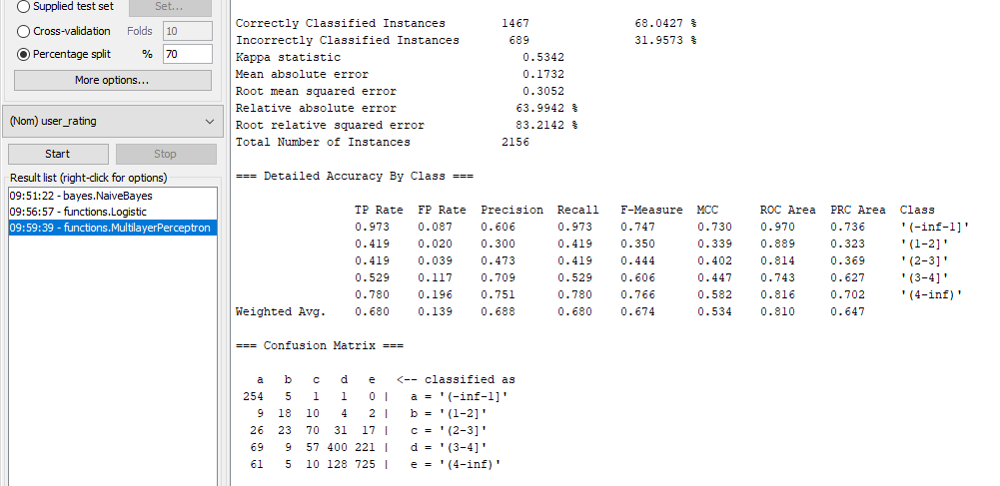 Supplied test set Set...
Cross-validation Folds 10
Percentage split % 70
More options...
(Nom) user_rating
Start Stop
Result list (right-click for options)
09:51:22 - bayes.NaiveBayes
09:56:57 - functions.Logistic
09:59:39 - functions.MultilayerPerceptron
Correctly Classified Instances 1467 68.0427 %
Incorrectly Classified Instances 689 31.9573 %
Kappa statistic 0.5342
Mean absolute error 0.1732
Root mean squared error 0.3052
Relative absolute error 63.9942 %
Root relative squared error 83.2142 %
Total Number of Instances 2156
=== Detailed Accuracy By Class ===
TP Rate FP Rate Precision Recall F-Measure MCC ROC Area PRC Area Class
0.973 0.087 0.606 0.973 0.747 0.730 0.970 0.736 '(-inf-1]'
0.419 0.020 0.300 0.419 0.350 0.339 0.889 0.323 '(1-2]'
0.419 0.039 0.473 0.419 0.444 0.402 0.814 0.369 '(2-3]'
0.529 0.117 0.709 0.529 0.606 0.447 0.743 0.627 '(3-4]'
0.780 0.196 0.751 0.780 0.766 0.582 0.816 0.702 '(4-inf)'
Weighted Avg. 0.680 0.139 0.688 0.680 0.674 0.534 0.810 0.647
=== Confusion Matrix ===
a b c d e <-- classified as
254 5 1 1 0 | a = '(-inf-1]'
9 18 10 4 2 | b = '(1-2]'
26 23 70 31 17 | c = '(2-3]'
69 9 57 400 221 | d = '(3-4]'
61 5 10 128 725 | e = '(4-inf)'